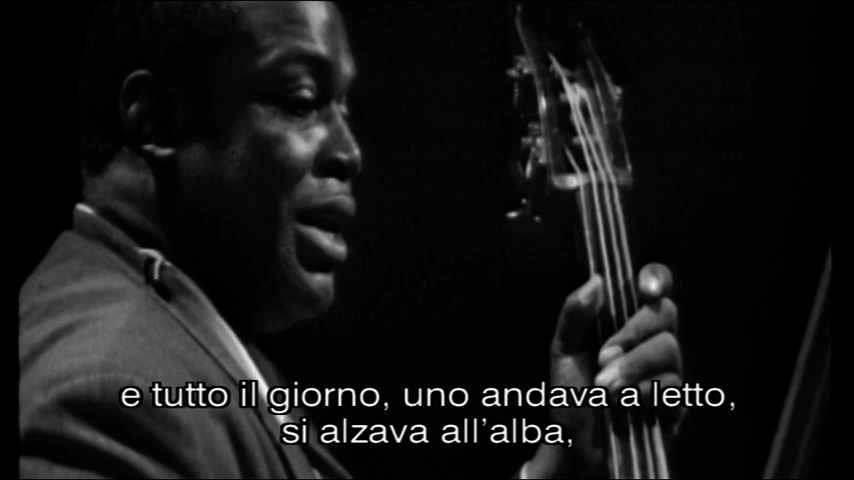 e tutto il giorno, uno andava a letto,
si alzava all'alba,